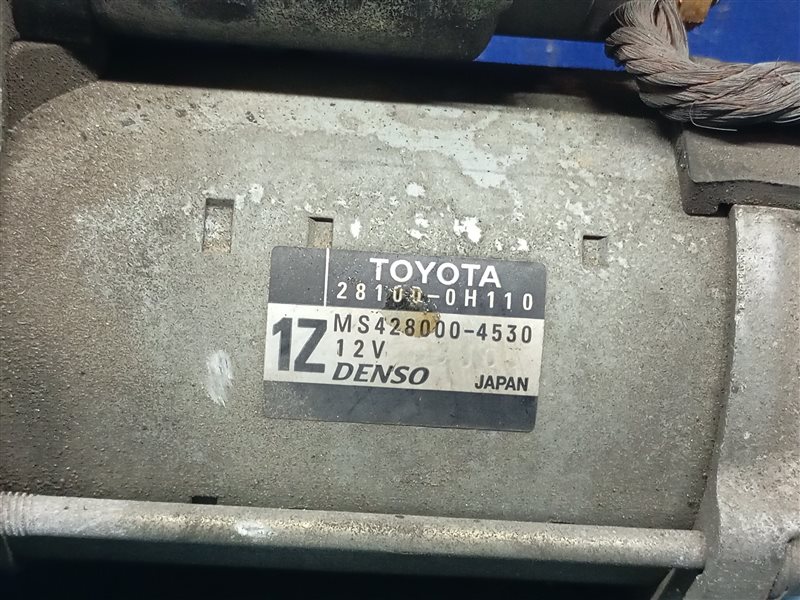 TOYOTA
28100-0H110
1Z
MS428000-4530
12V
DENSO JAPAN